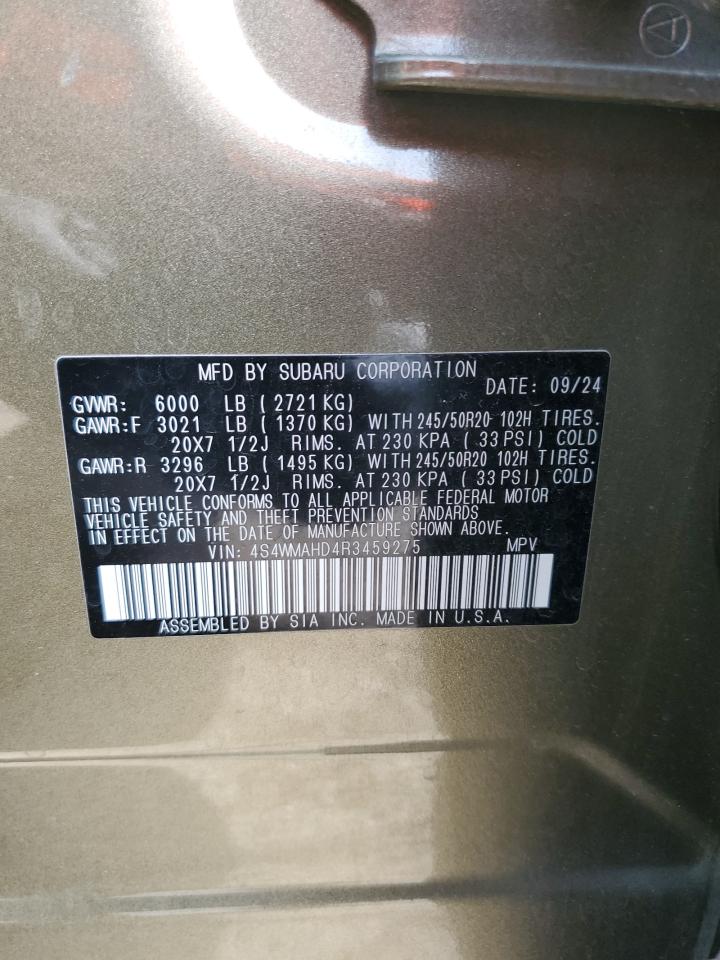 MFD BY SUBARU CORPORATION
DATE: 09/24
GVWR: 6000 LB ( 2721 KG)
GAWR:F 3021 LB ( 1370 KG) WITH 245/50R20 102H TIRES.
20X7 1/2J RIMS. AT 230 KPA ( 33 PSI) COLD
GAWR:R 3296 LB ( 1495 KG) WITH 245/50R20 102H TIRES.
20X7 1/2J RIMS. AT 230 KPA ( 33 PSI) COLD
THIS VEHICLE CONFORMS TO ALL APPLICABLE FEDERAL MOTOR
VEHICLE SAFETY AND THEFT PREVENTION STANDARDS
IN EFFECT ON THE DATE OF MANUFACTURE SHOWN ABOVE.
VIN: 4S4WMAHD4R3459275 MPV
ASSEMBLED BY SIA INC. MADE IN U.S.A.